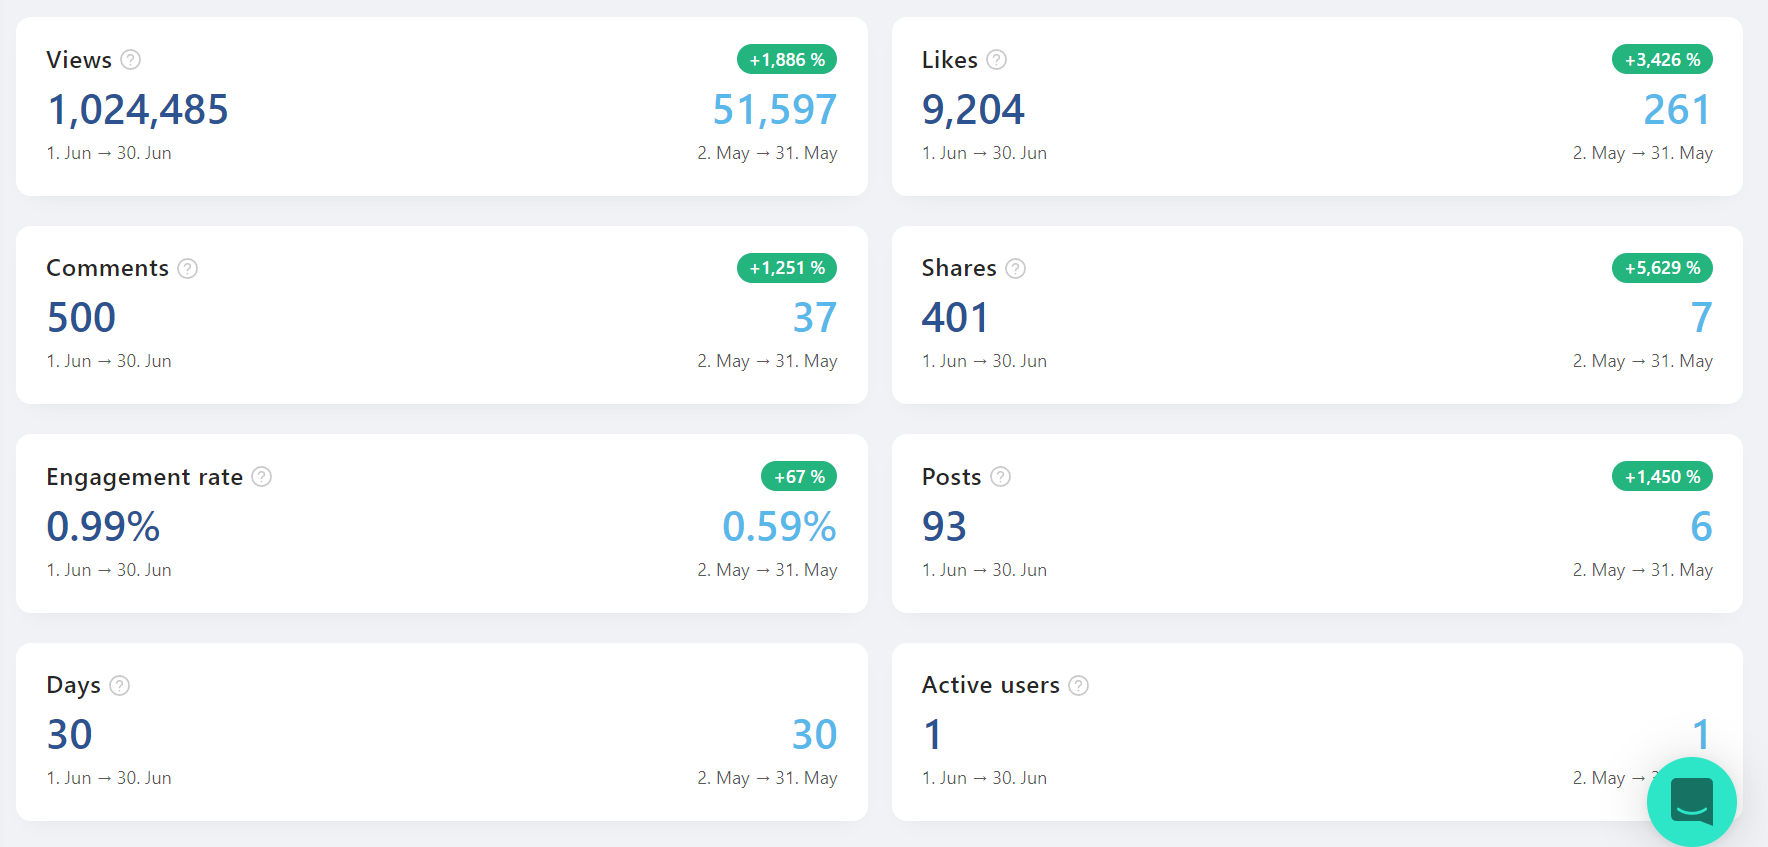 Views
+1,886 %
1,024,485
51,597
1. Jun → 30. Jun
2. May → 31. May
Likes
+3,426 %
9,204
261
1. Jun → 30. Jun
2. May → 31. May
Comments
+1,251 %
500
37
1. Jun → 30. Jun
2. May → 31. May
Shares
+5,629 %
401
7
1. Jun → 30. Jun
2. May → 31. May
Engagement rate
+67 %
0.99%
0.59%
1. Jun → 30. Jun
2. May → 31. May
Posts
+1,450 %
93
6
1. Jun → 30. Jun
2. May → 31. May
Days
30
30
1. Jun → 30. Jun
2. May → 31. May
Active users
1
1
1. Jun → 30. Jun
2. May →